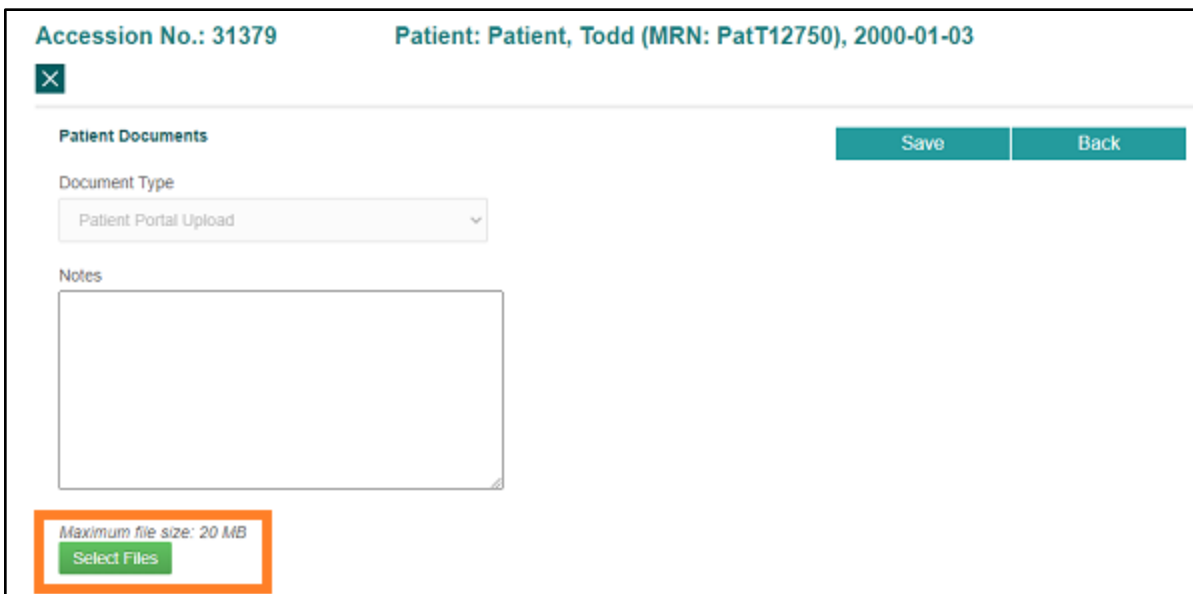 Accession No.: 31379 Patient: Patient, Todd (MRN: PatT12750), 2000-01-03
Patient Documents
Save Back
Document Type
Patient Portal Upload
Notes
Maximum file size: 20 MB
Select Files